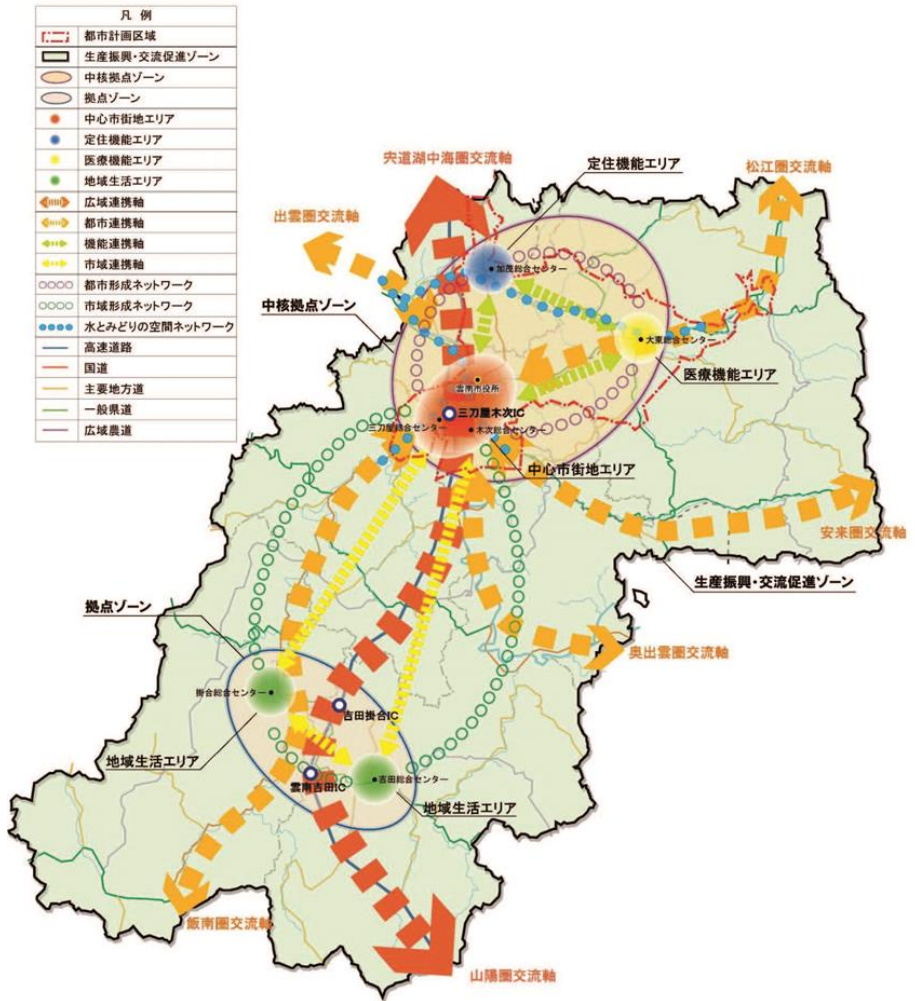 凡 例
都市計画区域
生産振興・交流促進ゾーン
中核拠点ゾーン
拠点ゾーン
中心市街地エリア
定住機能エリア
医療機能エリア
地域生活エリア
広域連携軸
都市連携軸
機能連携軸
市域連携軸
都市形成ネットワーク
市域形成ネットワーク
水とみどりの空間ネットワーク
高速道路
国道
主要地方道
一般県道
広域農道
宍道湖中海圏交流軸
定住機能エリア
松江圏交流軸
出雲圏交流軸
加茂総合センター
中核拠点ゾーン
大東総合センター
医療機能エリア
雲南市役所
三刀屋木次IC
三刀屋総合センター
木次総合センター
中心市街地エリア
安来圏交流軸
生産振興・交流促進ゾーン
拠点ゾーン
奥出雲圏交流軸
掛合総合センター
吉田掛合IC
地域生活エリア
雲南吉田IC
吉田総合センター
地域生活エリア
飯南圏交流軸
山陽圏交流軸